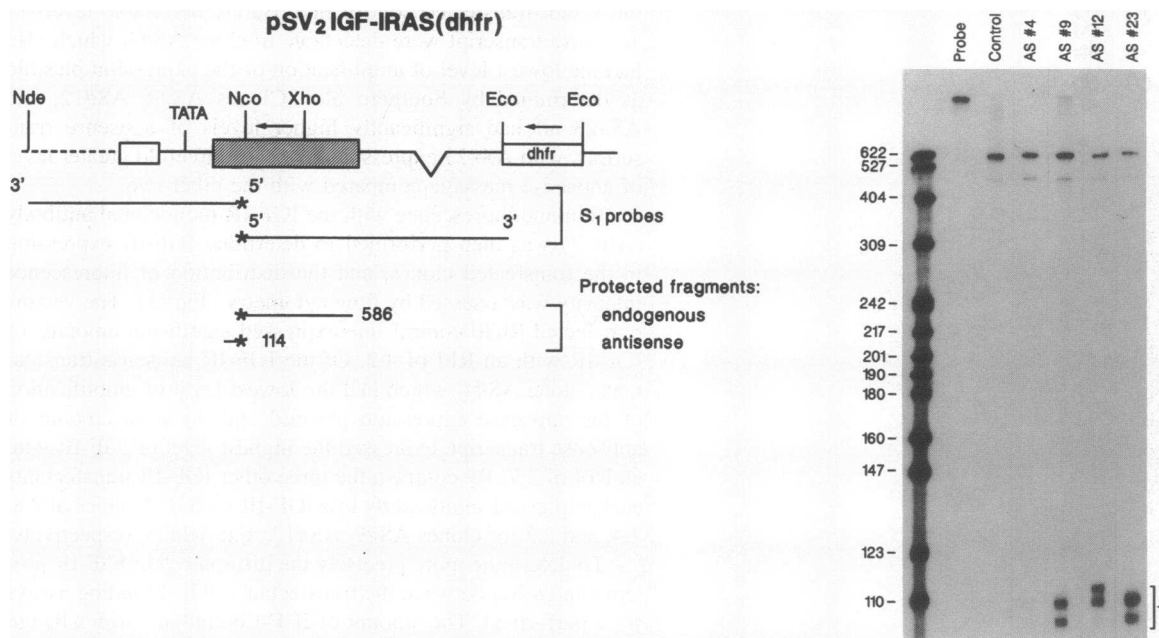 pSV2IGF-IRAS(dhfr)
Nde
TATA
Nco
Xho
Eco
Eco
dhfr
3'
5'
*
5'
*
3'
S1 probes
Protected fragments:
* 586
endogenous
* 114
antisense
Probe
Control
AS #4
AS #9
AS #12
AS #23
622
527
404
309
242
217
201
190
180
160
147
123
110